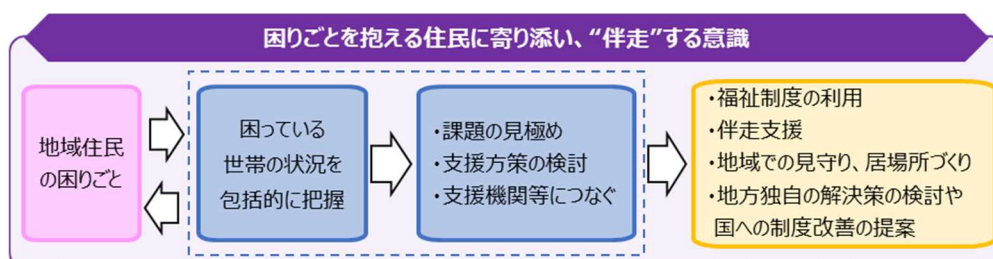 困りごとを抱える住民に寄り添い、“伴走”する意識
地域住民
の困りごと
困っている
世帯の状況を
包括的に把握
・課題の見極め
・支援方策の検討
・支援機関等につなぐ
・福祉制度の利用
・伴走支援
・地域での見守り、居場所づくり
・地方独自の解決策の検討や
国への制度改善の提案